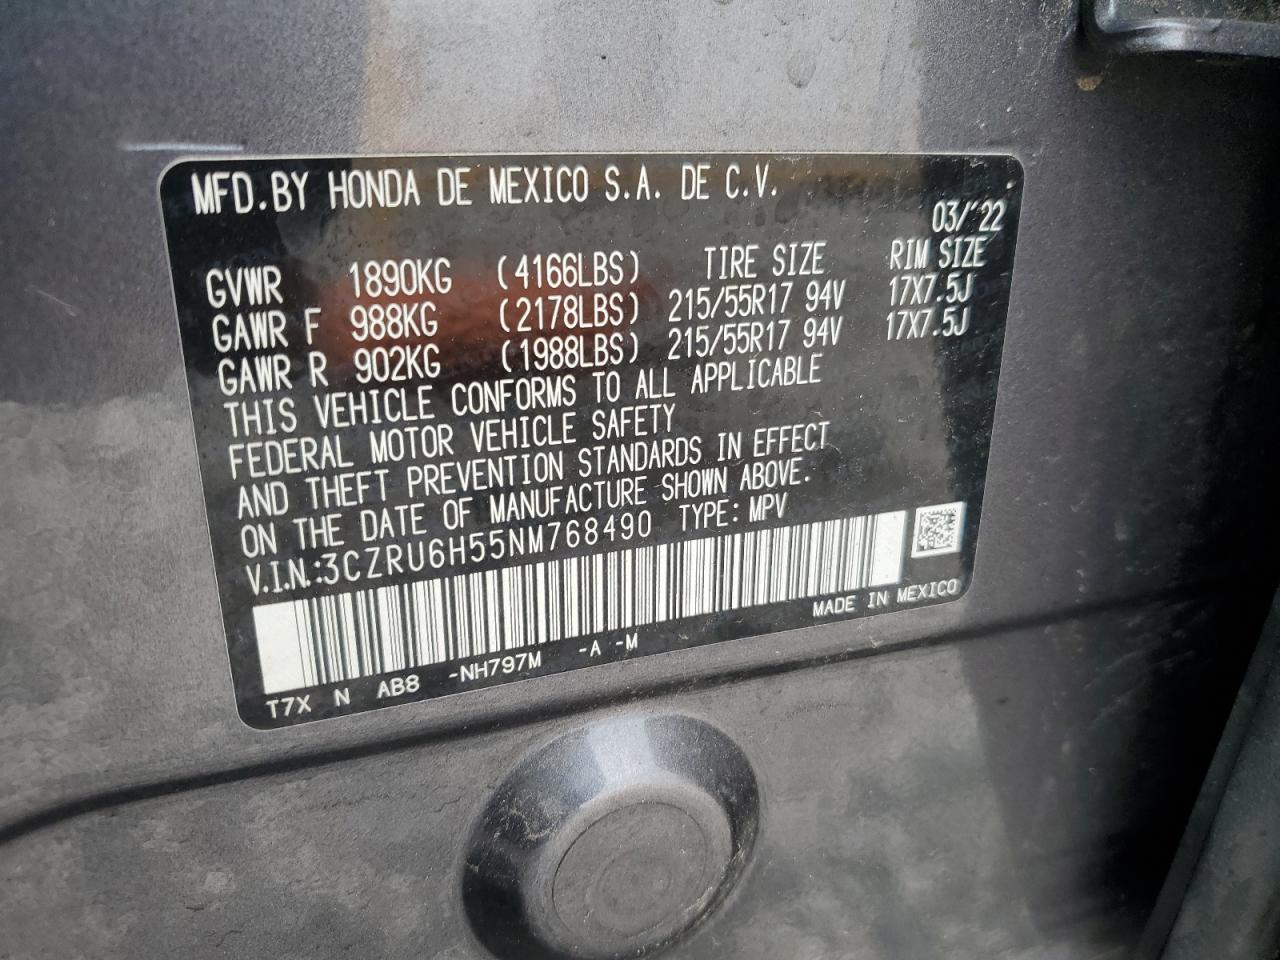 MFD.BY HONDA DE MEXICO S.A. DE C.V.
03/'22
GVWR 1890KG (4166LBS) TIRE SIZE RIM SIZE
GAWR F 988KG (2178LBS) 215/55R17 94V 17X7.5J
GAWR R 902KG (1988LBS) 215/55R17 94V 17X7.5J
THIS VEHICLE CONFORMS TO ALL APPLICABLE
FEDERAL MOTOR VEHICLE SAFETY
AND THEFT PREVENTION STANDARDS IN EFFECT
ON THE DATE OF MANUFACTURE SHOWN ABOVE.
V.I.N.:3CZRU6H55NM768490 TYPE: MPV
MADE IN MEXICO
T7X N AB8 -NH797M -A -M